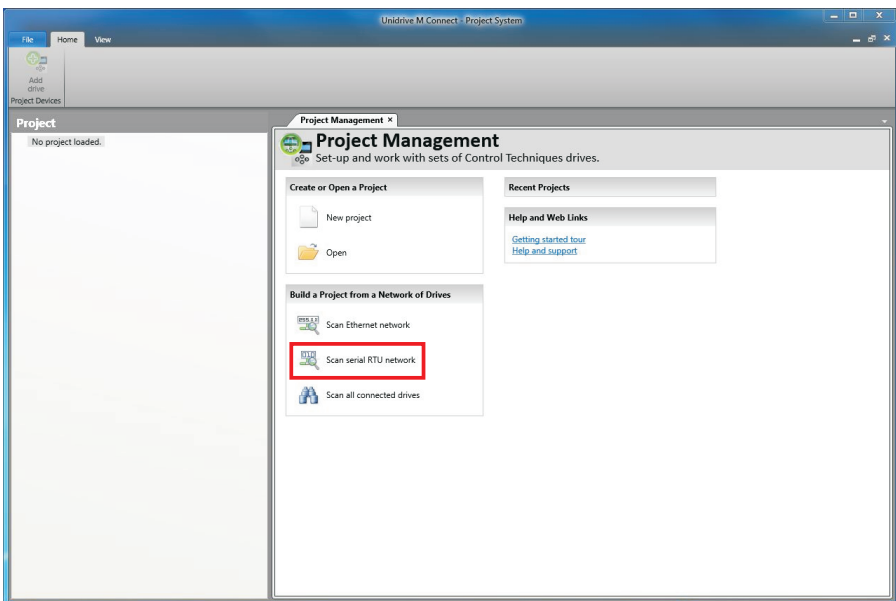 Unidrive M Connect - Project System
File Home View
Add
drive
Project Devices
Project
No project loaded.
Project Management ×
Project Management
Set-up and work with sets of Control Techniques drives.
Create or Open a Project
New project
Open
Recent Projects
Help and Web Links
Getting started tour
Help and support
Build a Project from a Network of Drives
Scan Ethernet network
Scan serial RTU network
Scan all connected drives